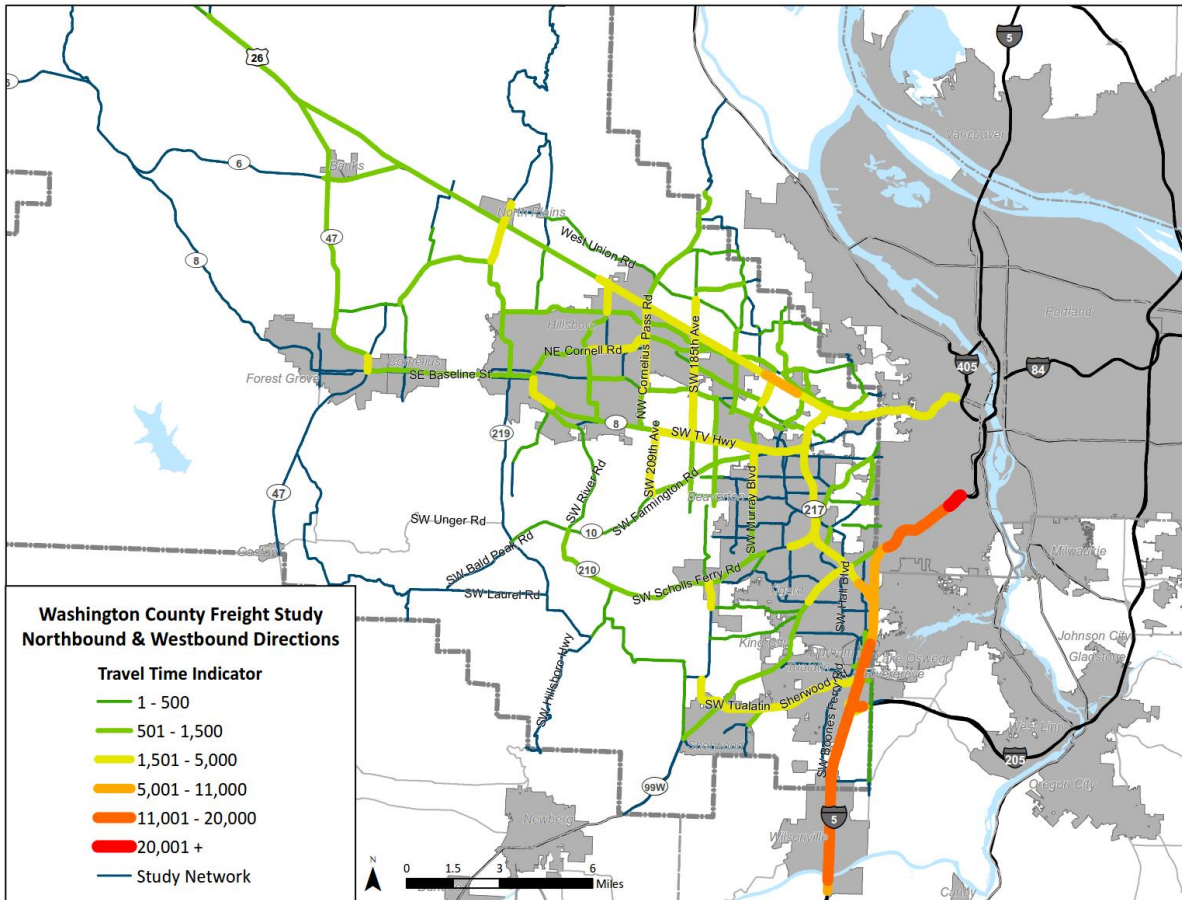 5
26
Vancouver
6
6
Banks
North Plains
47
West Union Rd
8
Portland
Hillsboro
NE Cornell Rd
NW Cornelius Pass Rd
SW 185th Ave
Cornelius
405
84
Forest Grove
SE Baseline St
8
SW TV Hwy
219
SW 209th Ave
SW Murray Blvd
Beaverton
47
SW River Rd
SW Farmington Rd
217
SW Unger Rd
10
Gaston
SW Bald Peak Rd
210
Milwaukie
SW Scholls Ferry Rd
SW Hall Blvd
SW Laurel Rd
Tigard
King City
Johnson City
Lake Oswego
Gladstone
Rivergrove
SW Hillsboro Hwy
SW Tualatin
Sherwood Rd
SW Boones Ferry Rd
West Linn
Sherwood
205
99W
Oregon City
Newberg
5
Wilsonville
Canby
Washington County Freight Study
Northbound & Westbound Directions
Travel Time Indicator
1 - 500
501 - 1,500
1,501 - 5,000
5,001 - 11,000
11,001 - 20,000
20,001 +
Study Network
N
0 1.5 3 6
Miles